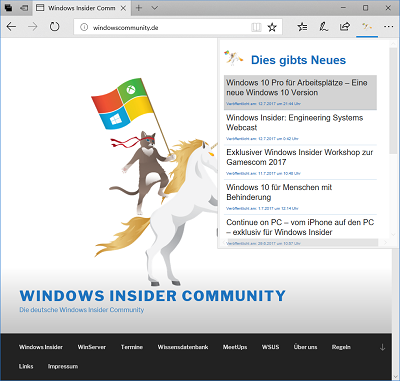 Windows Insider Comm
windowscommunity.de
Dies gibts Neues
Windows 10 Pro für Arbeitsplätze – Eine
neue Windows 10 Version
Veröffentlicht am: 12.7.2017 um 21:44 Uhr
Windows Insider: Engineering Systems
Webcast
Veröffentlicht am: 12.7.2017 um 0:42 Uhr
Exklusiver Windows Insider Workshop zur
Gamescom 2017
Veröffentlicht am: 11.7.2017 um 10:46 Uhr
Windows 10 für Menschen mit
Behinderung
Veröffentlicht am: 1.7.2017 um 12:14 Uhr
Continue on PC – vom iPhone auf den PC
– exklusiv für Windows Insider
Veröffentlicht am: 29.6.2017 um 10:57 Uhr
WINDOWS INSIDER COMMUNITY
Die deutsche Windows Insider Community
Windows Insider WinServer Termine Wissensdatenbank MeetUps WSUS Über uns Regeln
Links Impressum